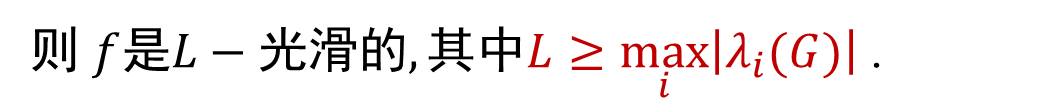 则 𝑓是𝐿 − 光滑的, 其中𝐿 ≥ max|𝜆ᵢ(𝐺)| .
𝑖